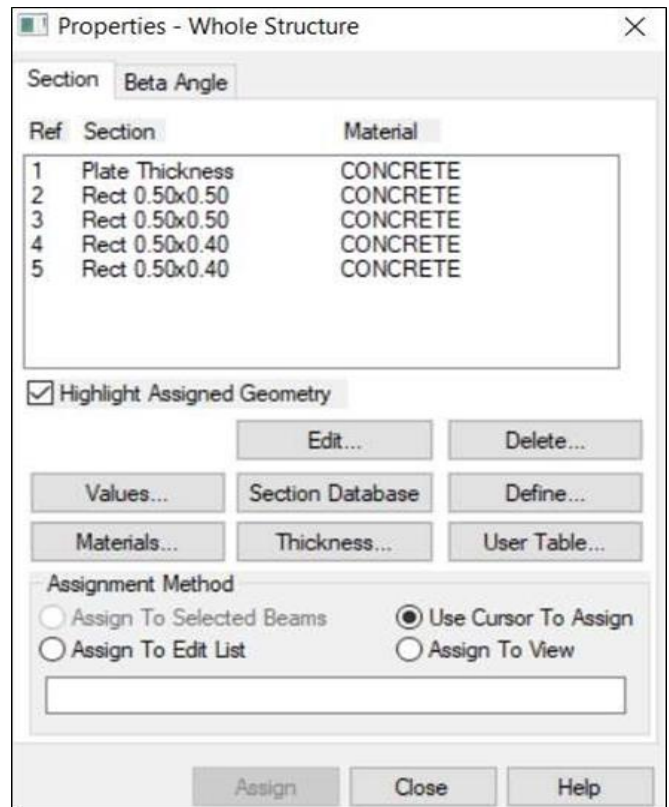 Properties - Whole Structure
Section Beta Angle
Ref Section Material
1 Plate Thickness CONCRETE
2 Rect 0.50x0.50 CONCRETE
3 Rect 0.50x0.50 CONCRETE
4 Rect 0.50x0.40 CONCRETE
5 Rect 0.50x0.40 CONCRETE
Highlight Assigned Geometry
Edit... Delete...
Values... Section Database Define...
Materials... Thickness... User Table...
Assignment Method
Assign To Selected Beams Use Cursor To Assign
Assign To Edit List Assign To View
Assign Close Help